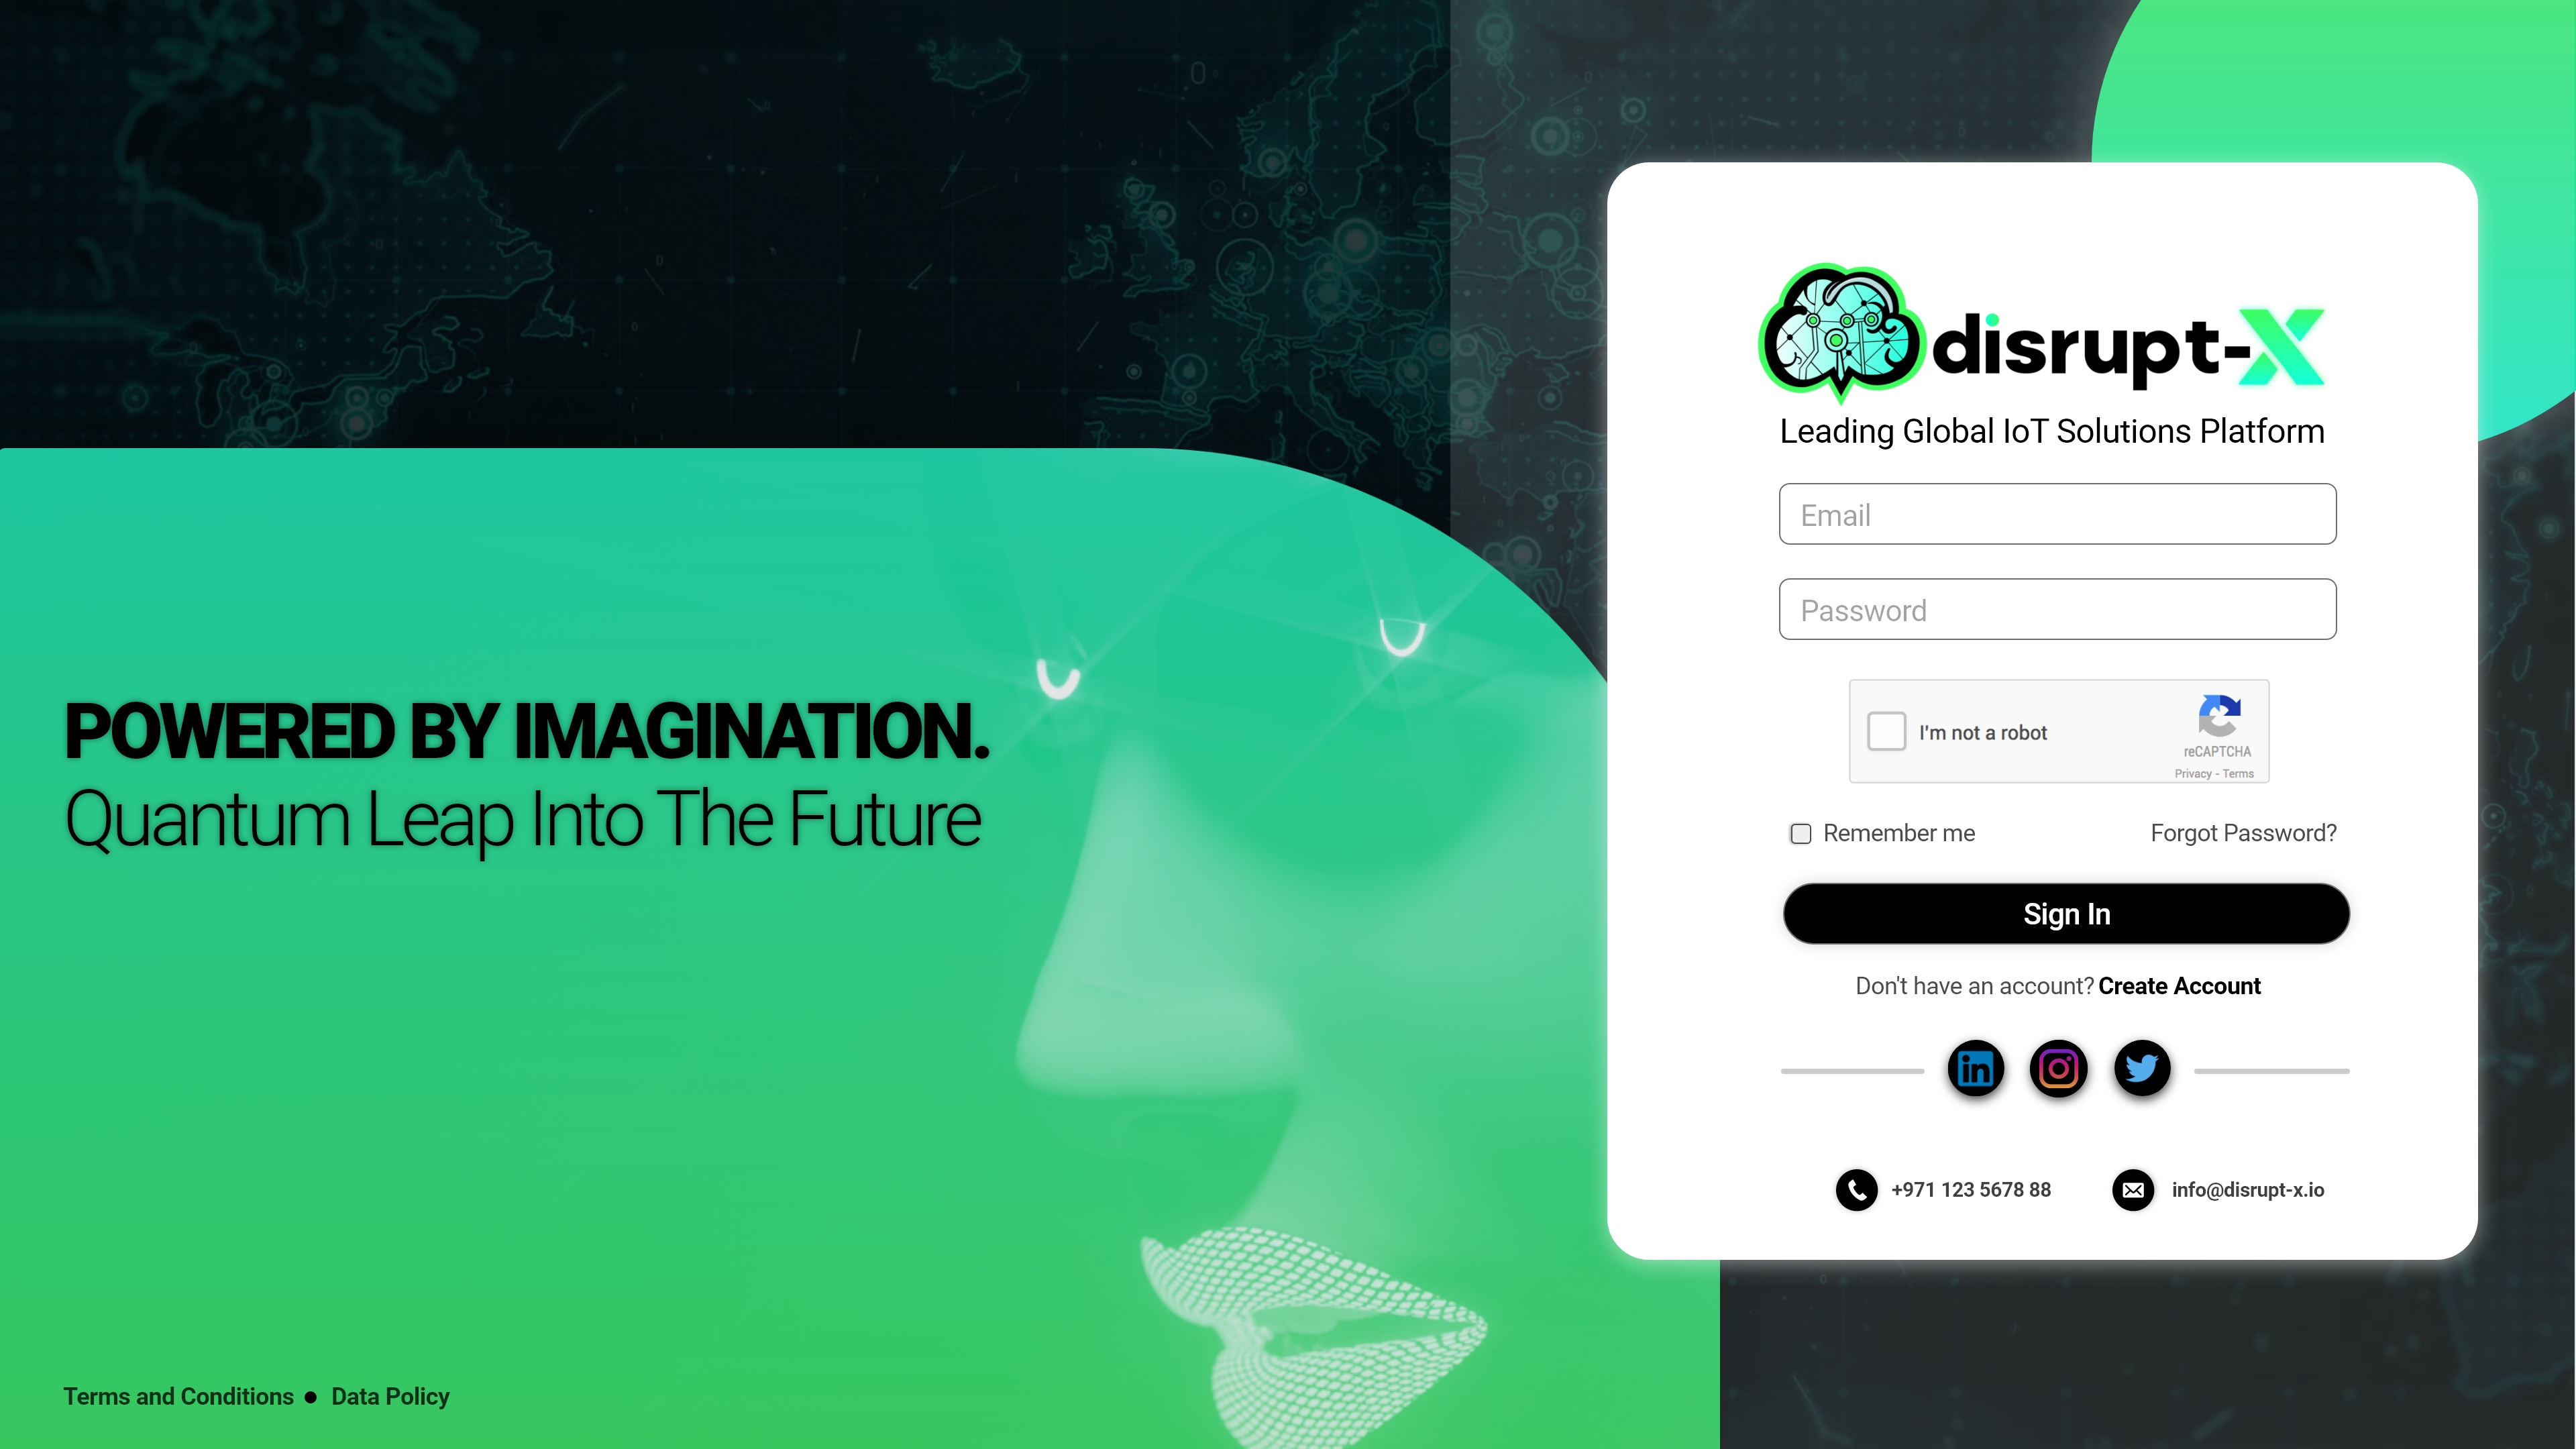 disrupt-X
Leading Global IoT Solutions Platform
Email
Password
I'm not a robot
reCAPTCHA
Privacy - Terms
Remember me
Forgot Password?
Sign In
Don't have an account? Create Account
in
+971 123 5678 88
info@disrupt-x.io
POWERED BY IMAGINATION.
Quantum Leap Into The Future
Terms and Conditions ● Data Policy